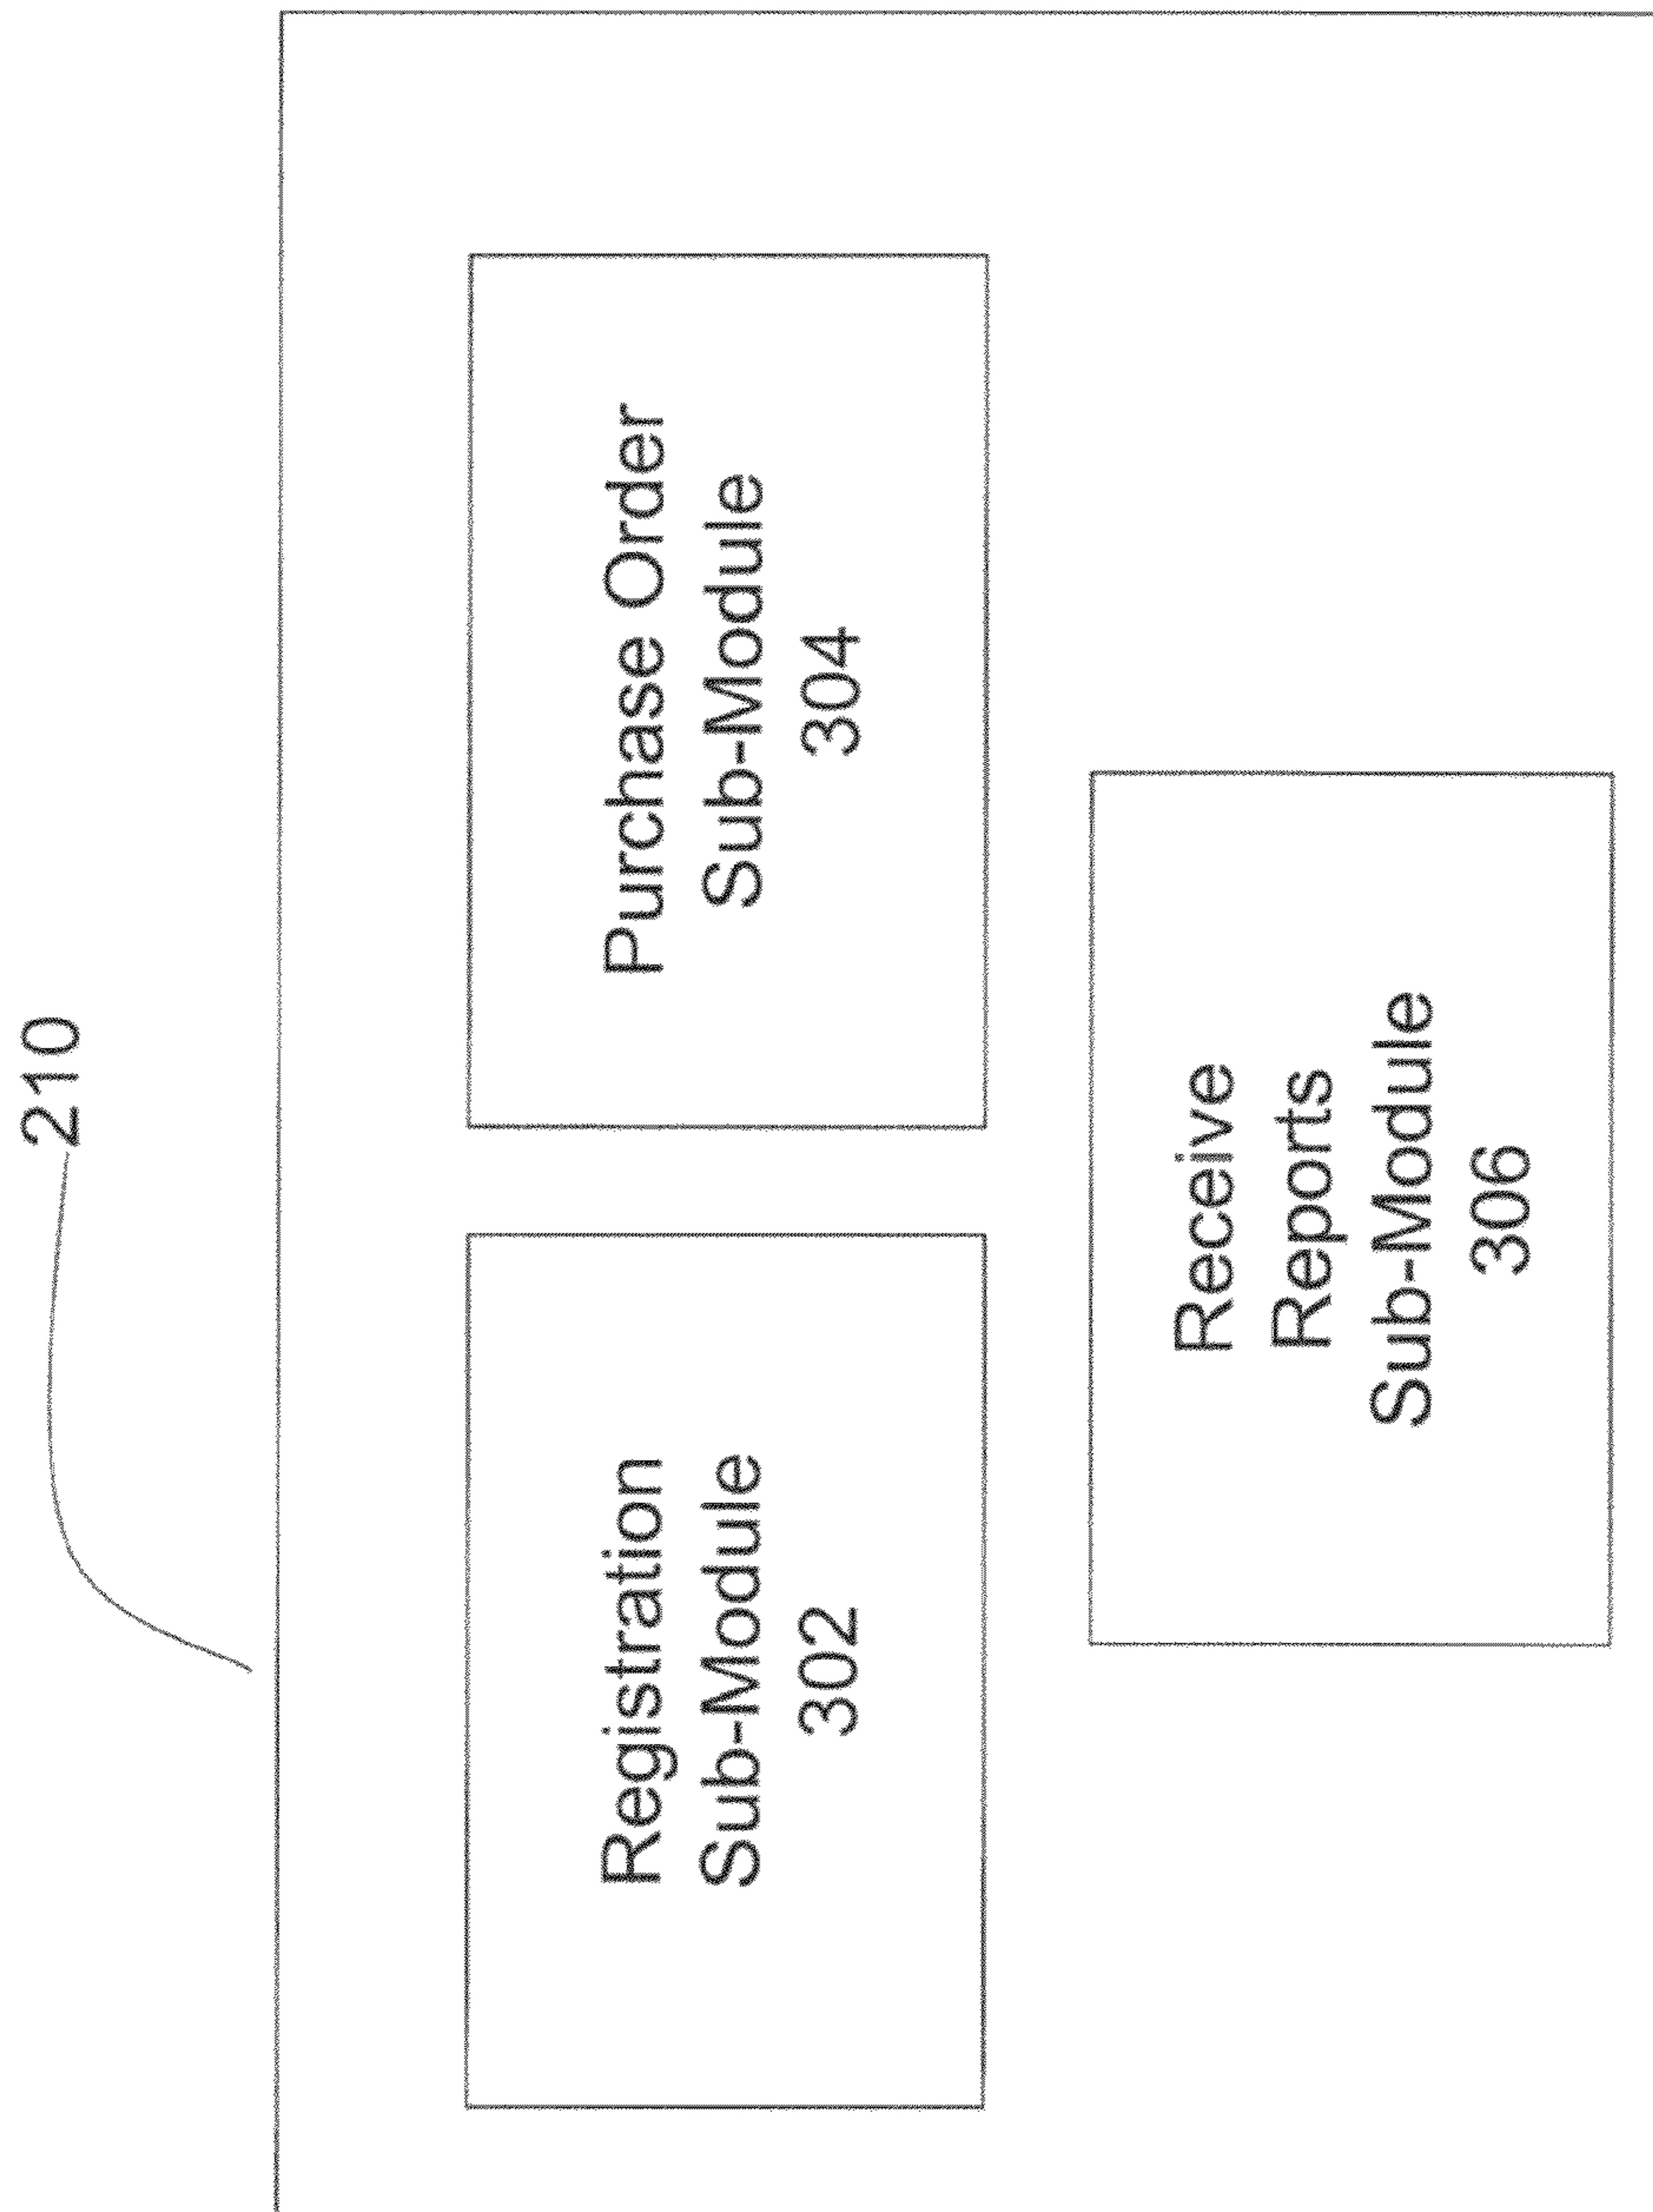 210
Registration
Sub-Module
302
Purchase Order
Sub-Module
304
Receive
Reports
Sub-Module
306